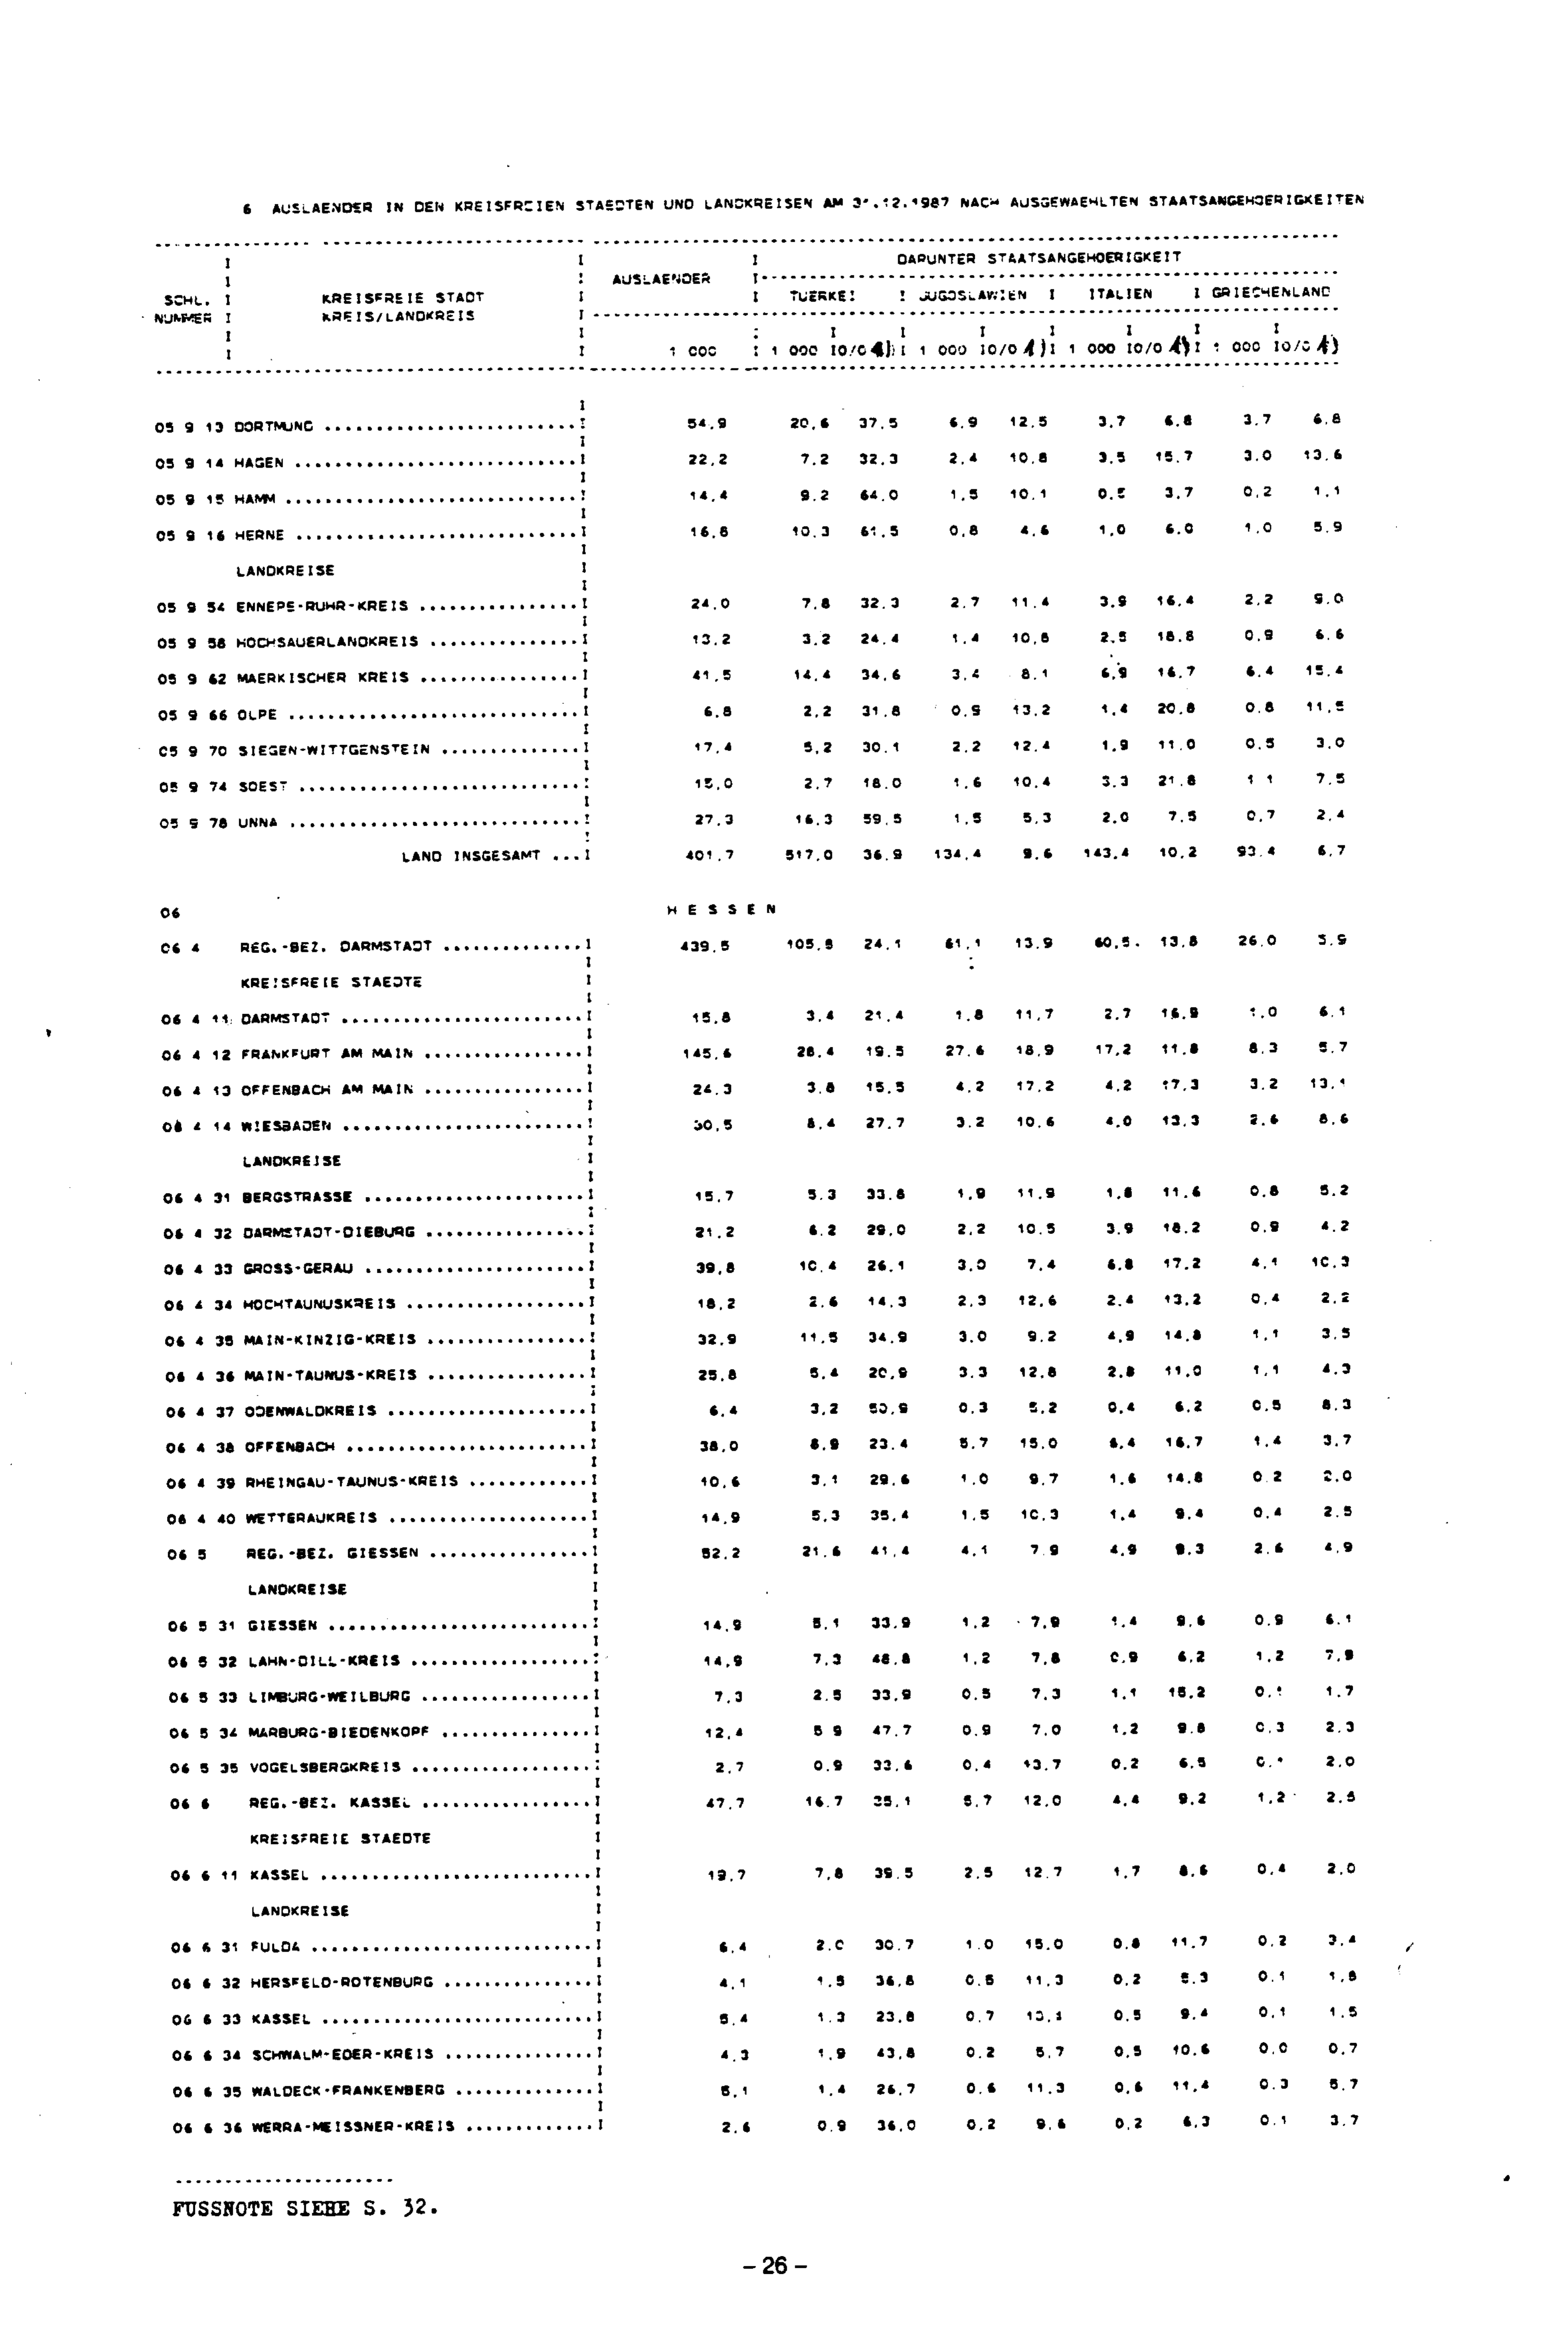 6 AUSLAENDER IN DEN KREISFREIEN STAEDTEN UND LANDKREISEN AM 31.12.1987 NACH AUSGEWAEHLTEN STAATSANGEHOERIGKEITEN
DARUNTER STAATSANGEHOERIGKEIT
AUSLAENDER
SCHL. NUMMER KREISFREIE STADT KREIS/LANDKREIS TUERKEI JUGOSLAWIEN ITALIEN GRIECHENLAND
1 000 1 000 0/0 1) 1 000 0/0 1) 1 000 0/0 1) 1 000 0/0 1)
05 9 13 DORTMUND ......................... 54,9 20,6 37,5 6,9 12,5 3,7 6,8 3,7 6,8
05 9 14 HAGEN ............................ 22,2 7,2 32,3 2,4 10,8 3,5 15,7 3,0 13,6
05 9 15 HAMM ............................. 14,4 9,2 64,0 1,5 10,1 0,5 3,7 0,2 1,1
05 9 16 HERNE ............................ 16,8 10,3 61,5 0,8 4,6 1,0 6,0 1,0 5,9
LANDKREISE
05 9 54 ENNEPE-RUHR-KREIS ................ 24,0 7,8 32,3 2,7 11,4 3,9 16,4 2,2 9,0
05 9 58 HOCHSAUERLANDKREIS ............... 13,2 3,2 24,4 1,4 10,8 2,5 18,8 0,9 6,6
05 9 62 MAERKISCHER KREIS ................ 41,5 14,4 34,6 3,4 8,1 6,9 16,7 6,4 15,4
05 9 66 OLPE ............................. 6,8 2,2 31,8 0,9 13,2 1,4 20,8 0,8 11,5
05 9 70 SIEGEN-WITTGENSTEIN .............. 17,4 5,2 30,1 2,2 12,4 1,9 11,0 0,5 3,0
05 9 74 SOEST ............................ 15,0 2,7 18,0 1,6 10,4 3,3 21,8 1 1 7,5
05 9 78 UNNA ............................. 27,3 16,3 59,5 1,5 5,3 2,0 7,5 0,7 2,4
LAND INSGESAMT ... 401,7 517,0 36,9 134,4 9,6 143,4 10,2 93,4 6,7
06 H E S S E N
06 4 REG.-BEZ. DARMSTADT .............. 439,5 105,8 24,1 61,1 13,9 60,5 13,8 26,0 5,9
KREISFREIE STAEDTE
06 4 11 DARMSTADT ........................ 15,8 3,4 21,4 1,8 11,7 2,7 16,9 1,0 6,1
06 4 12 FRANKFURT AM MAIN ................ 145,6 28,4 19,5 27,6 18,9 17,2 11,8 8,3 5,7
06 4 13 OFFENBACH AM MAIN ................ 24,3 3,8 15,5 4,2 17,2 4,2 17,3 3,2 13,1
06 4 14 WIESBADEN ........................ 30,5 8,4 27,7 3,2 10,6 4,0 13,3 2,6 8,6
LANDKREISE
06 4 31 BERGSTRASSE ...................... 15,7 5,3 33,8 1,9 11,9 1,8 11,6 0,8 5,2
06 4 32 DARMSTADT-DIEBURG ................ 21,2 6,2 29,0 2,2 10,5 3,9 18,2 0,9 4,2
06 4 33 GROSS-GERAU ...................... 39,8 10,4 26,1 3,0 7,4 6,8 17,2 4,1 10,3
06 4 34 HOCHTAUNUSKREIS .................. 18,2 2,6 14,3 2,3 12,6 2,4 13,2 0,4 2,2
06 4 35 MAIN-KINZIG-KREIS ................ 32,9 11,5 34,9 3,0 9,2 4,9 14,8 1,1 3,5
06 4 36 MAIN-TAUNUS-KREIS ................ 25,8 5,4 20,9 3,3 12,8 2,8 11,0 1,1 4,3
06 4 37 ODENWALDKREIS .................... 6,4 3,2 50,9 0,3 5,2 0,4 6,2 0,5 8,3
06 4 38 OFFENBACH ........................ 38,0 8,9 23,4 5,7 15,0 6,4 16,7 1,4 3,7
06 4 39 RHEINGAU-TAUNUS-KREIS ............ 10,6 3,1 29,6 1,0 9,7 1,6 14,8 0 2 2,0
06 4 40 WETTERAUKREIS .................... 14,9 5,3 35,4 1,5 10,3 1,4 9,4 0,4 2,5
06 5 REG.-BEZ. GIESSEN ................ 52,2 21,6 41,4 4,1 7 9 4,9 9,3 2,6 4,9
LANDKREISE
06 5 31 GIESSEN .......................... 14,9 5,1 33,9 1,2 7,9 1,4 9,6 0,9 6,1
06 5 32 LAHN-DILL-KREIS .................. 14,9 7,3 48,8 1,2 7,8 0,9 6,2 1,2 7,9
06 5 33 LIMBURG-WEILBURG ................. 7,3 2,5 33,9 0,5 7,3 1,1 15,2 0,1 1,7
06 5 34 MARBURG-BIEDENKOPF ............... 12,4 5 9 47,7 0,9 7,0 1,2 9,8 0,3 2,3
06 5 35 VOGELSBERGKREIS .................. 2,7 0,9 33,6 0,4 13,7 0,2 6,5 0,1 2,0
06 6 REG.-BEZ. KASSEL ................. 47,7 16,7 35,1 5,7 12,0 4,4 9,2 1,2 2,5
KREISFREIE STAEDTE
06 6 11 KASSEL ........................... 19,7 7,8 39,5 2,5 12,7 1,7 8,6 0,4 2,0
LANDKREISE
06 6 31 FULDA ............................ 6,4 2,0 30,7 1,0 15,0 0,8 11,7 0,2 3,4
06 6 32 HERSFELD-ROTENBURG ............... 4,1 1,5 36,8 0,5 11,3 0,2 5,3 0,1 1,8
06 6 33 KASSEL ........................... 5,4 1,3 23,8 0,7 13,1 0,5 9,4 0,1 1,5
06 6 34 SCHWALM-EDER-KREIS ............... 4,3 1,9 43,8 0,2 5,7 0,5 10,6 0,0 0,7
06 6 35 WALDECK-FRANKENBERG .............. 5,1 1,4 26,7 0,6 11,3 0,6 11,4 0,3 5,7
06 6 36 WERRA-MEISSNER-KREIS ............. 2,6 0,9 36,0 0,2 9,6 0,2 6,3 0,1 3,7
FUSSNOTE SIEHE S. 32.
– 26 –